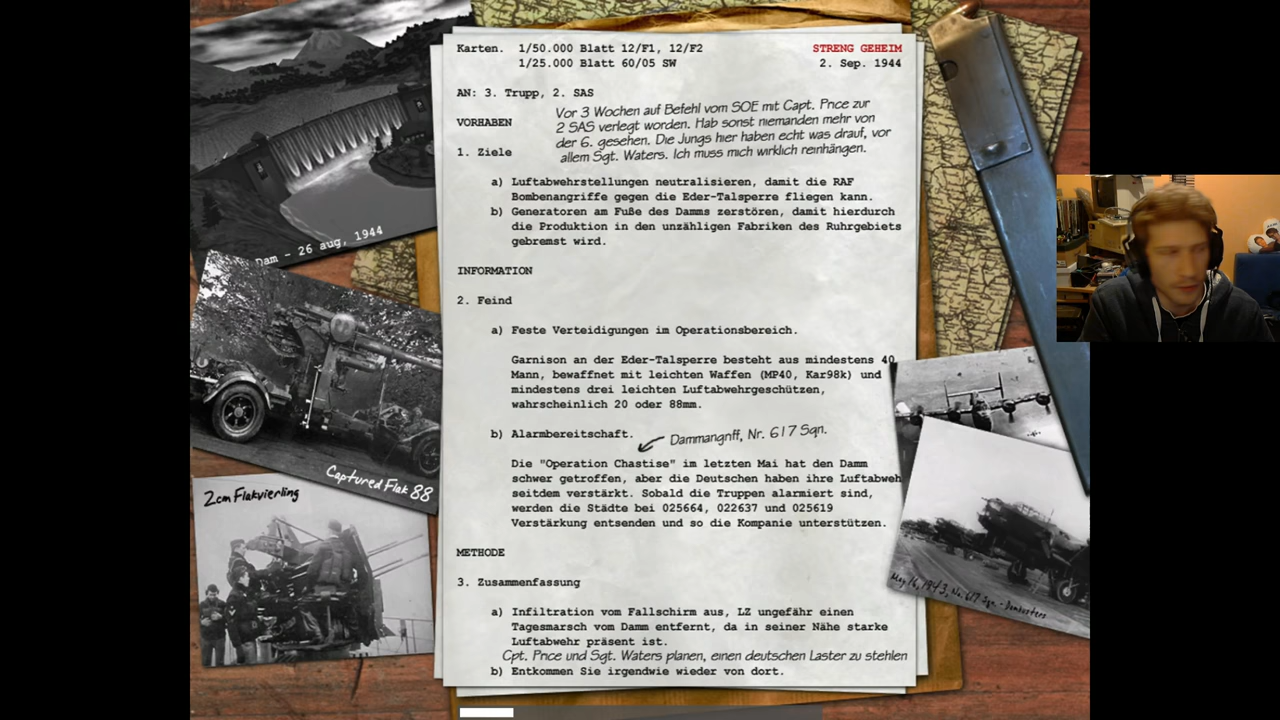 Karten. 1/50.000 Blatt 12/F1, 12/F2
STRENG GEHEIM
1/25.000 Blatt 60/05 SW
2. Sep. 1944
AN: 3. Trupp, 2. SAS
Vor 3 Wochen auf Befehl vom SOE mit Capt. Price zur
2 SAS verlegt worden. Hab sonst niemanden mehr von
der 6. gesehen. Die Jungs hier haben echt was drauf, vor
allem Sgt. Waters. Ich muss mich wirklich reinhängen.
VORHABEN
1. Ziele
a) Luftabwehrstellungen neutralisieren, damit die RAF
Bombenangriffe gegen die Eder-Talsperre fliegen kann.
b) Generatoren am Fuße des Damms zerstören, damit hierdurch
die Produktion in den unzähligen Fabriken des Ruhrgebiets
gebremst wird.
INFORMATION
2. Feind
a) Feste Verteidigungen im Operationsbereich.
Garnison an der Eder-Talsperre besteht aus mindestens 40
Mann, bewaffnet mit leichten Waffen (MP40, Kar98k) und
mindestens drei leichten Luftabwehrgeschützen,
wahrscheinlich 20 oder 88mm.
b) Alarmbereitschaft.
Dammangriff, Nr. 617 Sqn.
Die "Operation Chastise" im letzten Mai hat den Damm
schwer getroffen, aber die Deutschen haben ihre Luftabweh
seitdem verstärkt. Sobald die Truppen alarmiert sind,
werden die Städte bei 025664, 022637 und 025619
Verstärkung entsenden und so die Kompanie unterstützen.
METHODE
3. Zusammenfassung
a) Infiltration vom Fallschirm aus, LZ ungefähr einen
Tagesmarsch vom Damm entfernt, da in seiner Nähe starke
Luftabwehr präsent ist.
Cpt. Price und Sgt. Waters planen, einen deutschen Laster zu stehlen
b) Entkommen Sie irgendwie wieder von dort.
Dam - 26 aug, 1944
Captured Flak 88
2cm Flakvierling
May 16, 1943, No. 617 Sqn. - Dambusters